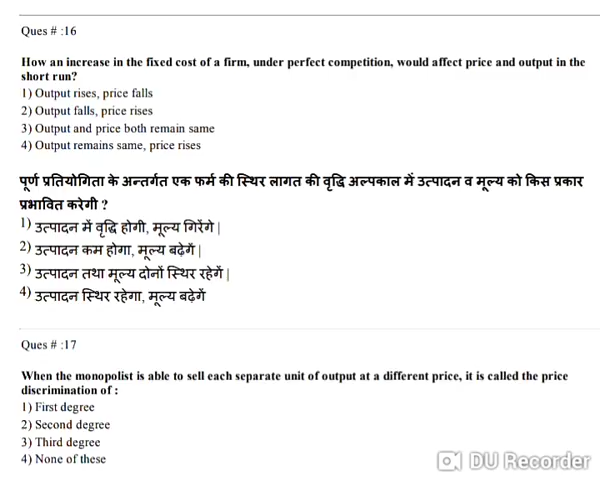 Ques # :16
How an increase in the fixed cost of a firm, under perfect competition, would affect price and output in the
short run?
1) Output rises, price falls
2) Output falls, price rises
3) Output and price both remain same
4) Output remains same, price rises
पूर्ण प्रतियोगिता के अन्तर्गत एक फर्म की स्थिर लागत की वृद्धि अल्पकाल में उत्पादन व मूल्य को किस प्रकार
प्रभावित करेगी ?
1) उत्पादन में वृद्धि होगी, मूल्य गिरेंगे |
2) उत्पादन कम होगा, मूल्य बढ़ेगें |
3) उत्पादन तथा मूल्य दोनों स्थिर रहेगें |
4) उत्पादन स्थिर रहेगा, मूल्य बढ़ेगें
Ques # :17
When the monopolist is able to sell each separate unit of output at a different price, it is called the price
discrimination of :
1) First degree
2) Second degree
3) Third degree
4) None of these
DU Recorder